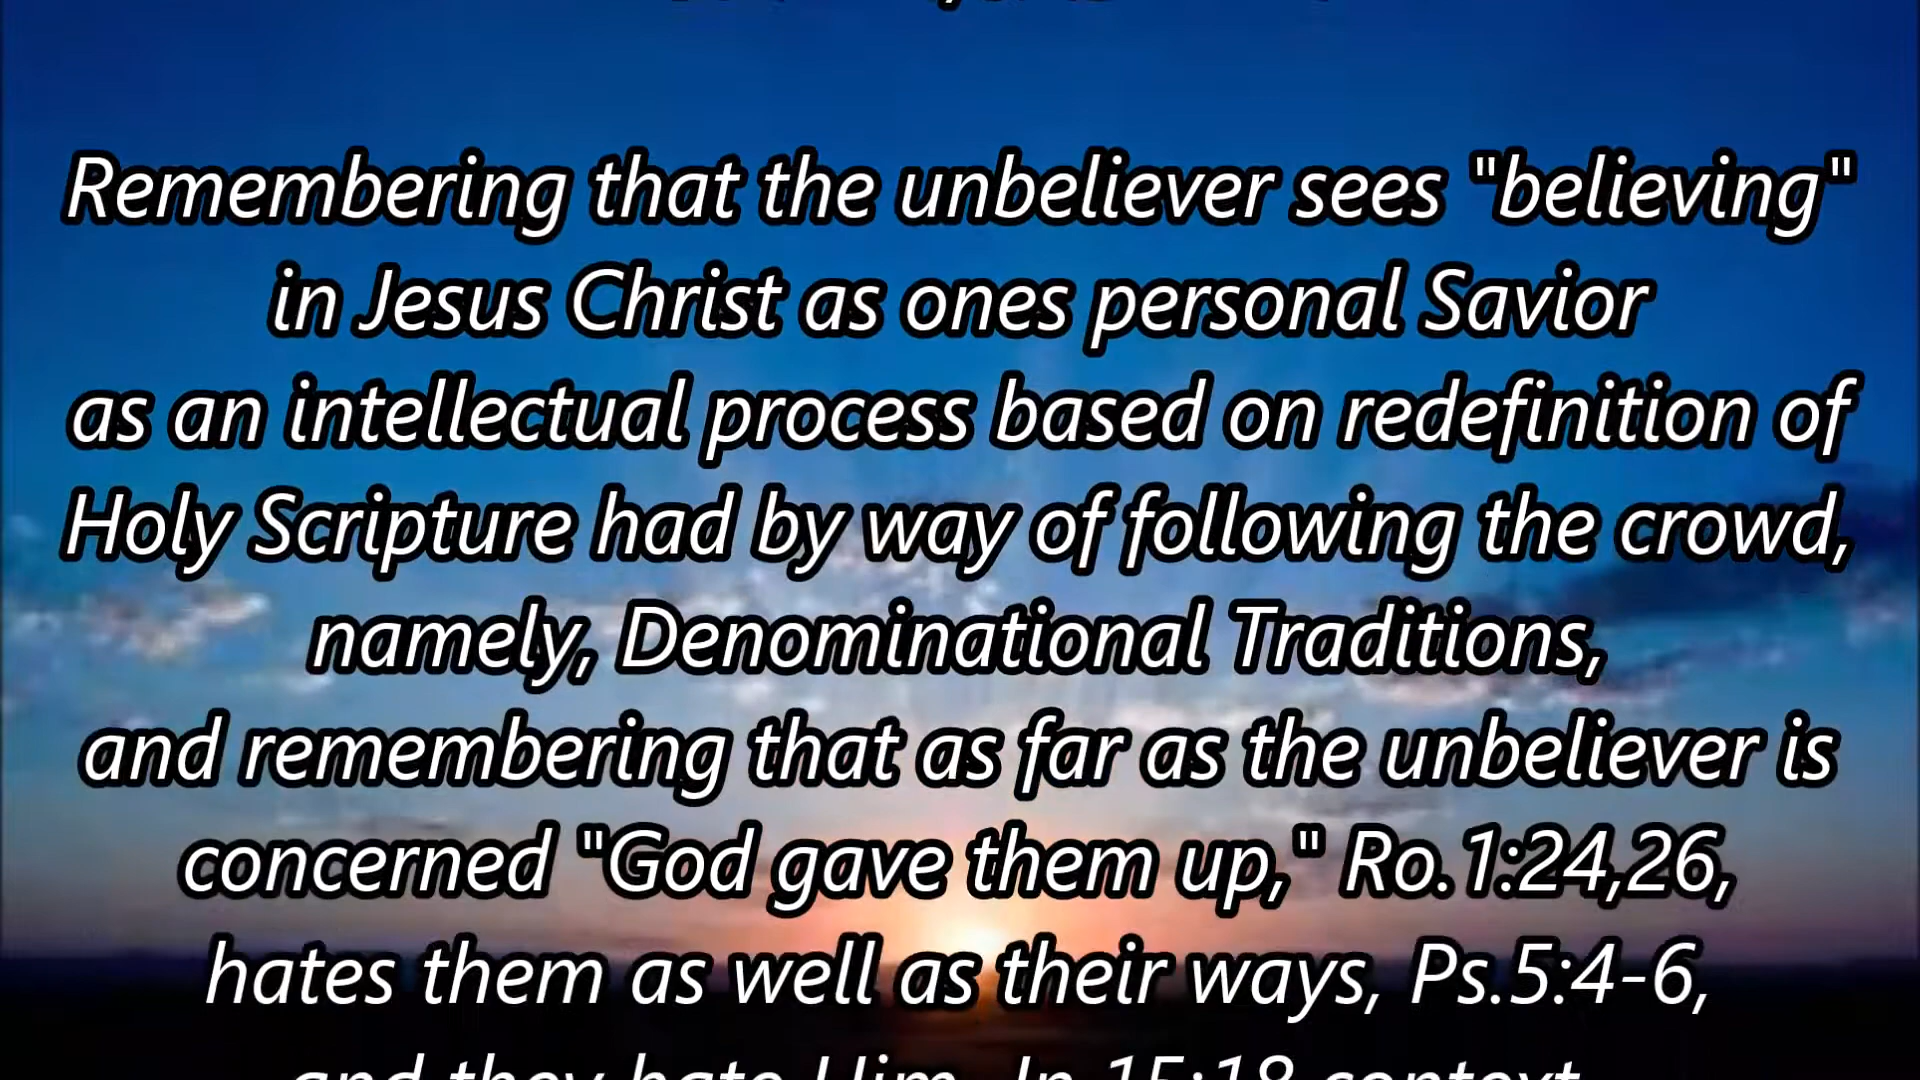 Remembering that the unbeliever sees "believing"
in Jesus Christ as ones personal Savior
as an intellectual process based on redefinition of
Holy Scripture had by way of following the crowd,
namely, Denominational Traditions,
and remembering that as far as the unbeliever is
concerned "God gave them up," Ro.1:24,26,
hates them as well as their ways, Ps.5:4-6,
and they hate Him, Jn.15:18 context